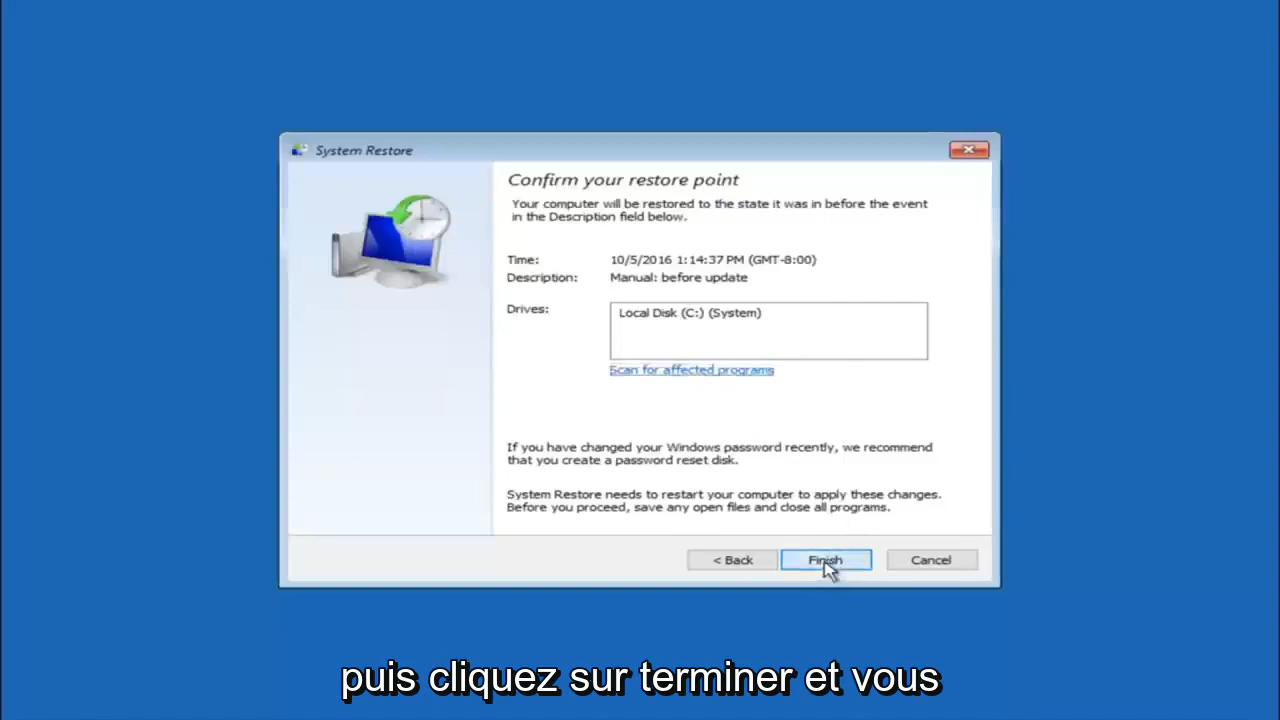 System Restore
Confirm your restore point
Your computer will be restored to the state it was in before the event
in the Description field below.
Time: 10/5/2016 1:14:37 PM (GMT-8:00)
Description: Manual: before update
Drives: Local Disk (C:) (System)
Scan for affected programs
If you have changed your Windows password recently, we recommend
that you create a password reset disk.
System Restore needs to restart your computer to apply these changes.
Before you proceed, save any open files and close all programs.
< Back Finish Cancel
puis cliquez sur terminer et vous